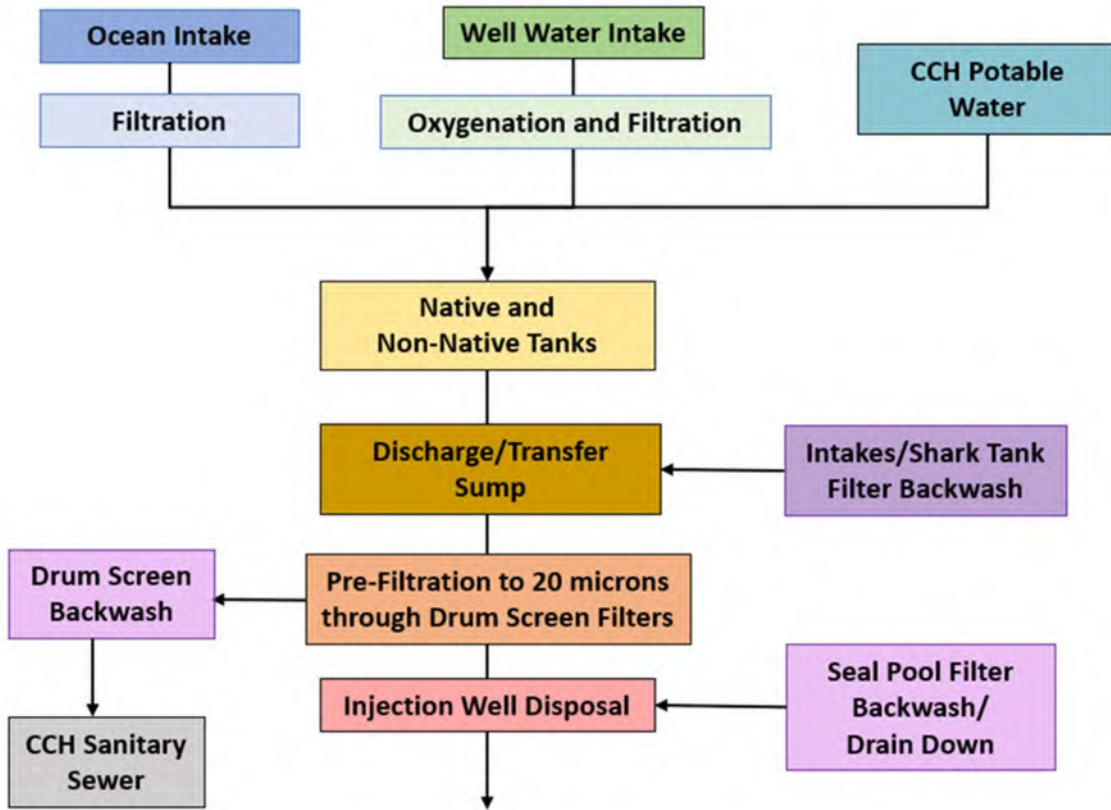 Ocean Intake
Well Water Intake
CCH Potable
Water
Filtration
Oxygenation and Filtration
Native and
Non-Native Tanks
Discharge/Transfer
Sump
Intakes/Shark Tank
Filter Backwash
Drum Screen
Backwash
Pre-Filtration to 20 microns
through Drum Screen Filters
Seal Pool Filter
Backwash/
Drain Down
Injection Well Disposal
CCH Sanitary
Sewer